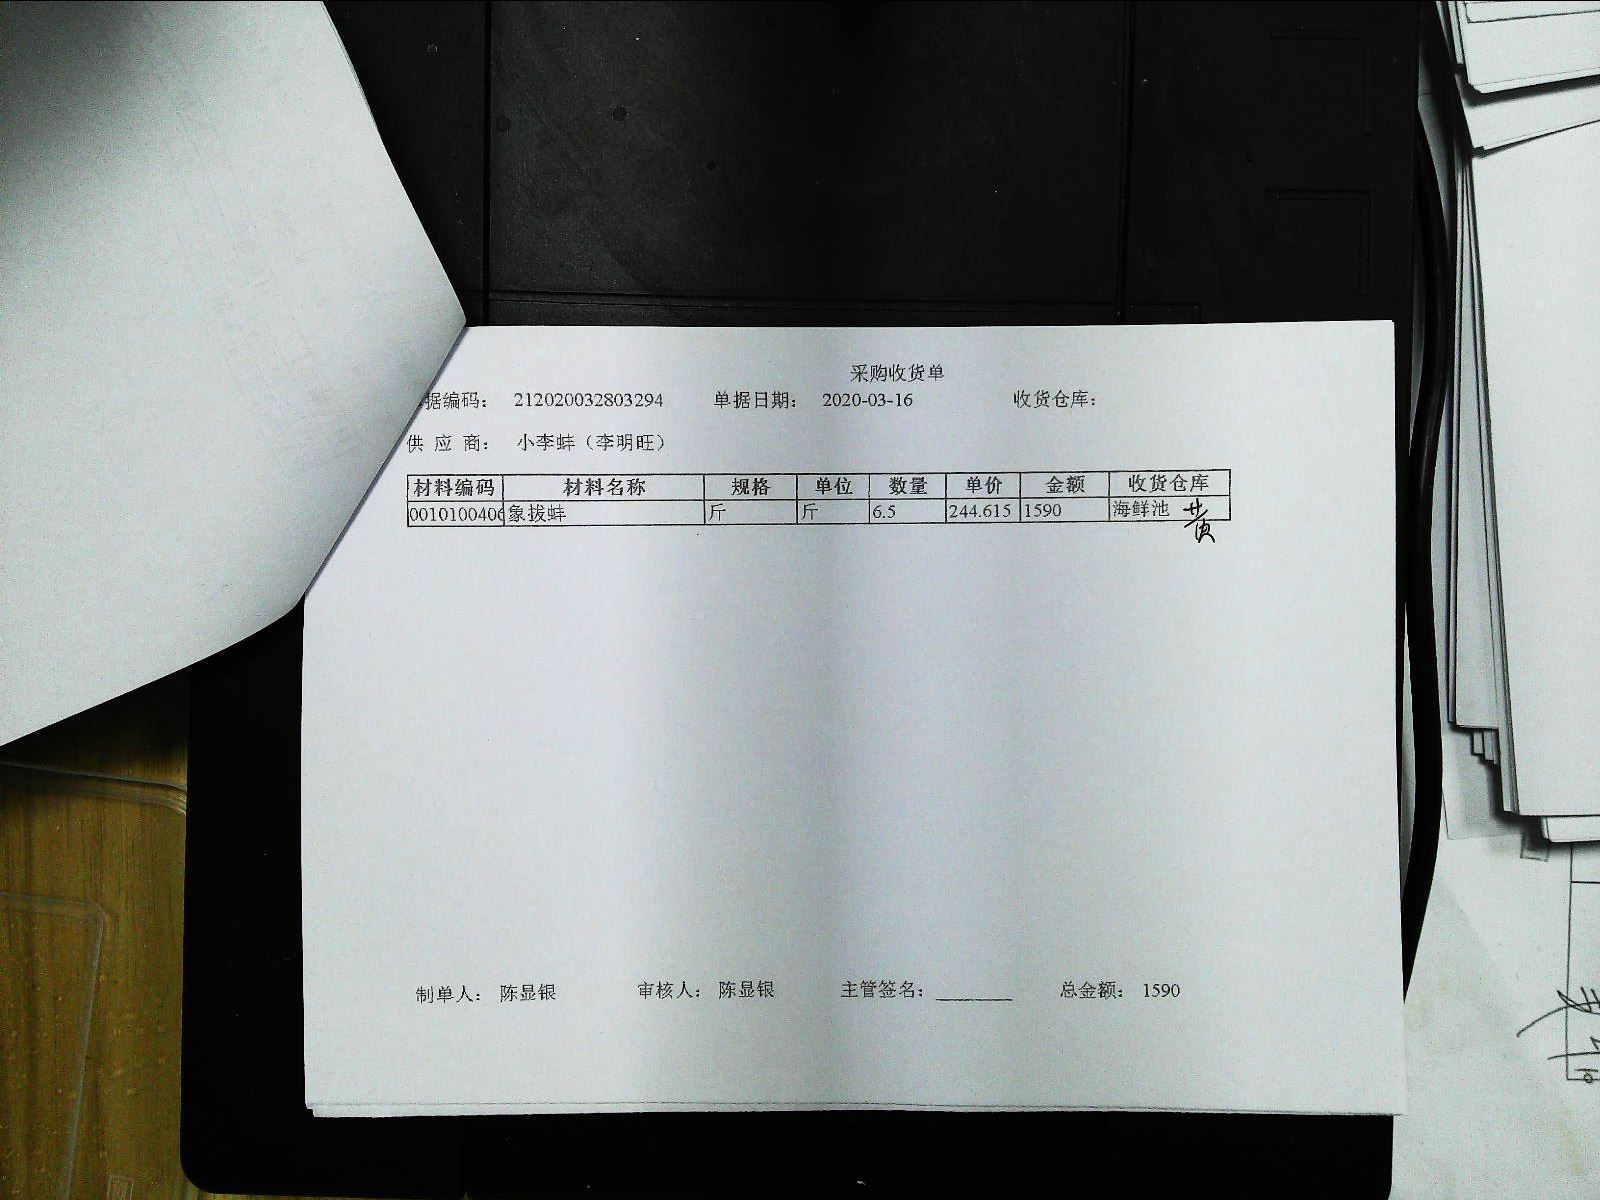 采购收货单
据编码： 212020032803294 单据日期： 2020-03-16 收货仓库：
供 应 商： 小李蚌（李明旺）
材料编码 材料名称 规格 单位 数量 单价 金额 收货仓库
0010100406 象拔蚌 斤 斤 6.5 244.615 1590 海鲜池
制单人： 陈显银 审核人： 陈显银 主管签名：________ 总金额： 1590